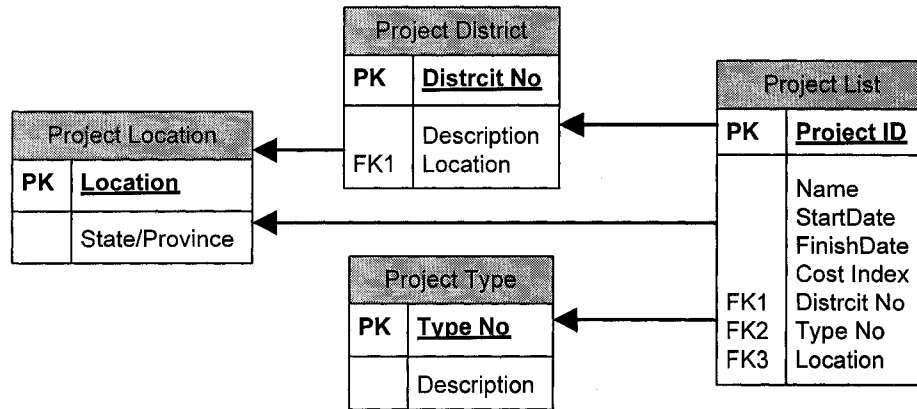 Project District
PK Distrcit No
Description
FK1 Location
Project Location
PK Location
State/Province
Project Type
PK Type No
Description
Project List
PK Project ID
Name
StartDate
FinishDate
Cost Index
FK1 Distrcit No
FK2 Type No
FK3 Location